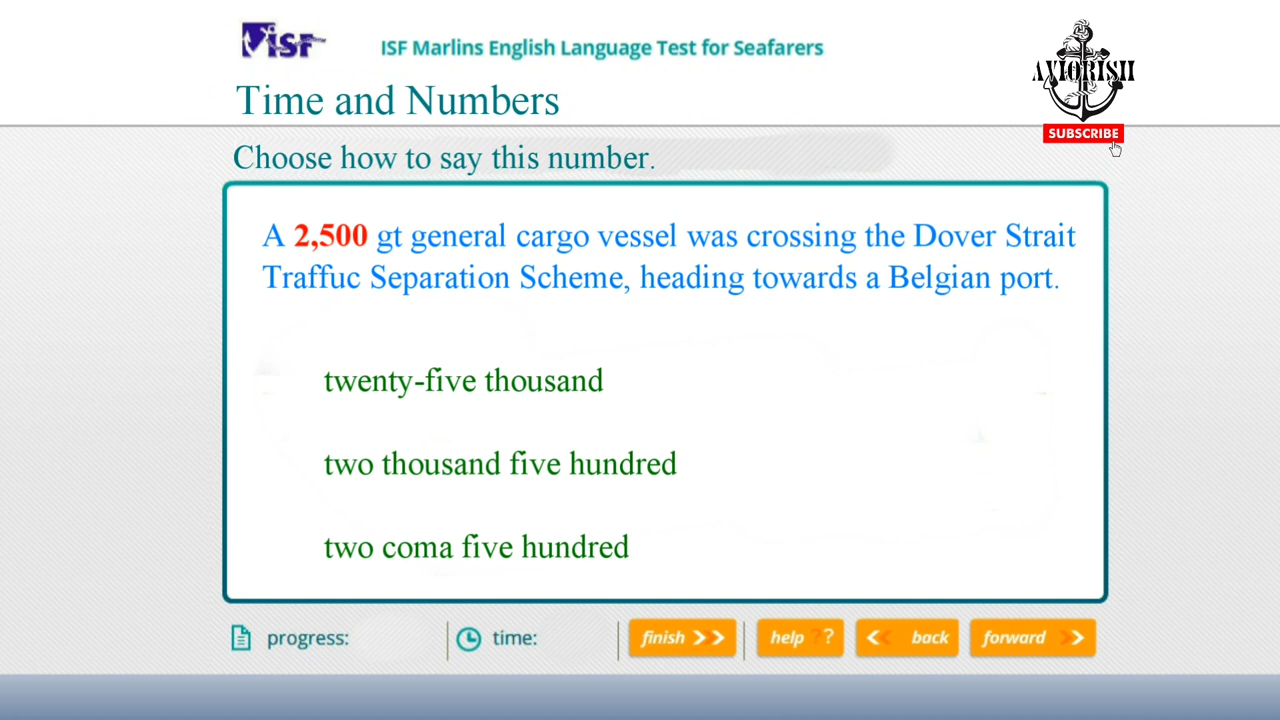 ISF
ISF Marlins English Language Test for Seafarers
AVIORISH
SUBSCRIBE
Time and Numbers
Choose how to say this number.
A 2,500 gt general cargo vessel was crossing the Dover Strait
Traffuc Separation Scheme, heading towards a Belgian port.
twenty-five thousand
two thousand five hundred
two coma five hundred
progress:
time:
finish
help ??
back
forward